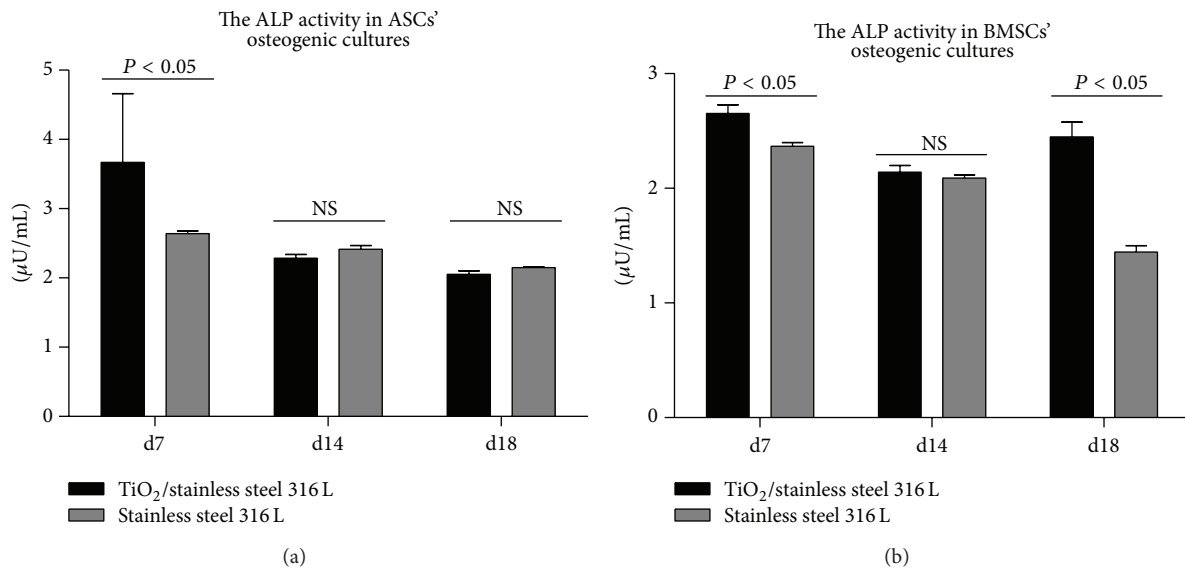 The ALP activity in ASCs'
osteogenic cultures
5
4
3
2
1
0
(μU/mL)
P < 0.05
NS
NS
d7
d14
d18
TiO₂/stainless steel 316 L
Stainless steel 316 L
(a)
The ALP activity in BMSCs'
osteogenic cultures
3
2
1
0
(μU/mL)
P < 0.05
NS
P < 0.05
d7
d14
d18
TiO₂/stainless steel 316 L
Stainless steel 316 L
(b)